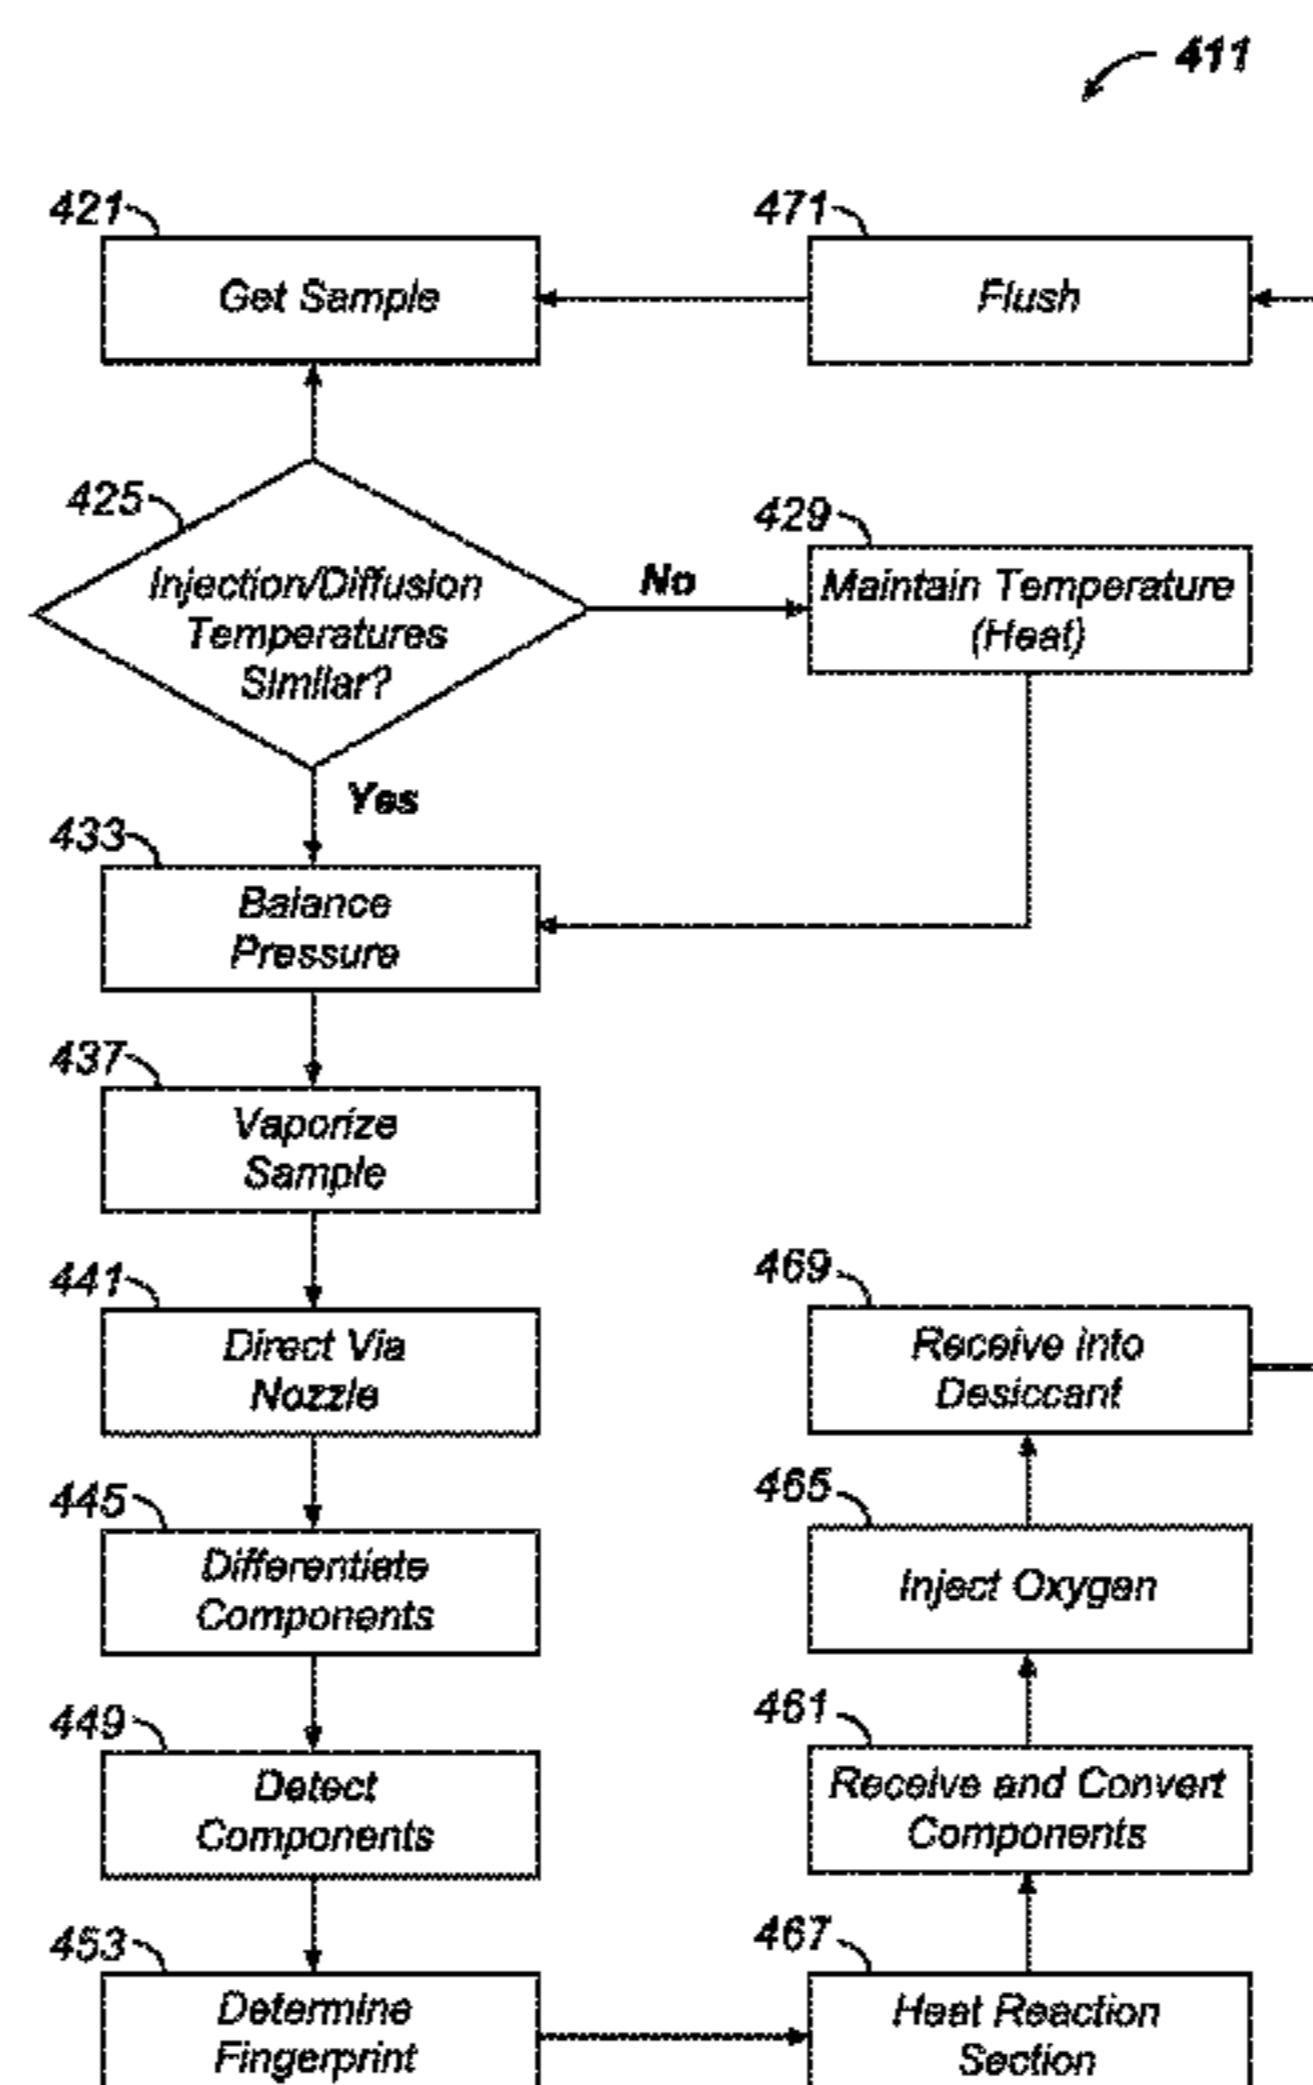 411
421
Get Sample
471
Flush
425
Injection/Diffusion
Temperatures
Similar?
No
429
Maintain Temperature
(Heat)
Yes
433
Balance
Pressure
437
Vaporize
Sample
441
Direct Via
Nozzle
469
Receive into
Desiccant
445
Differentiate
Components
465
Inject Oxygen
449
Detect
Components
461
Receive and Convert
Components
453
Determine
Fingerprint
467
Heat Reaction
Section